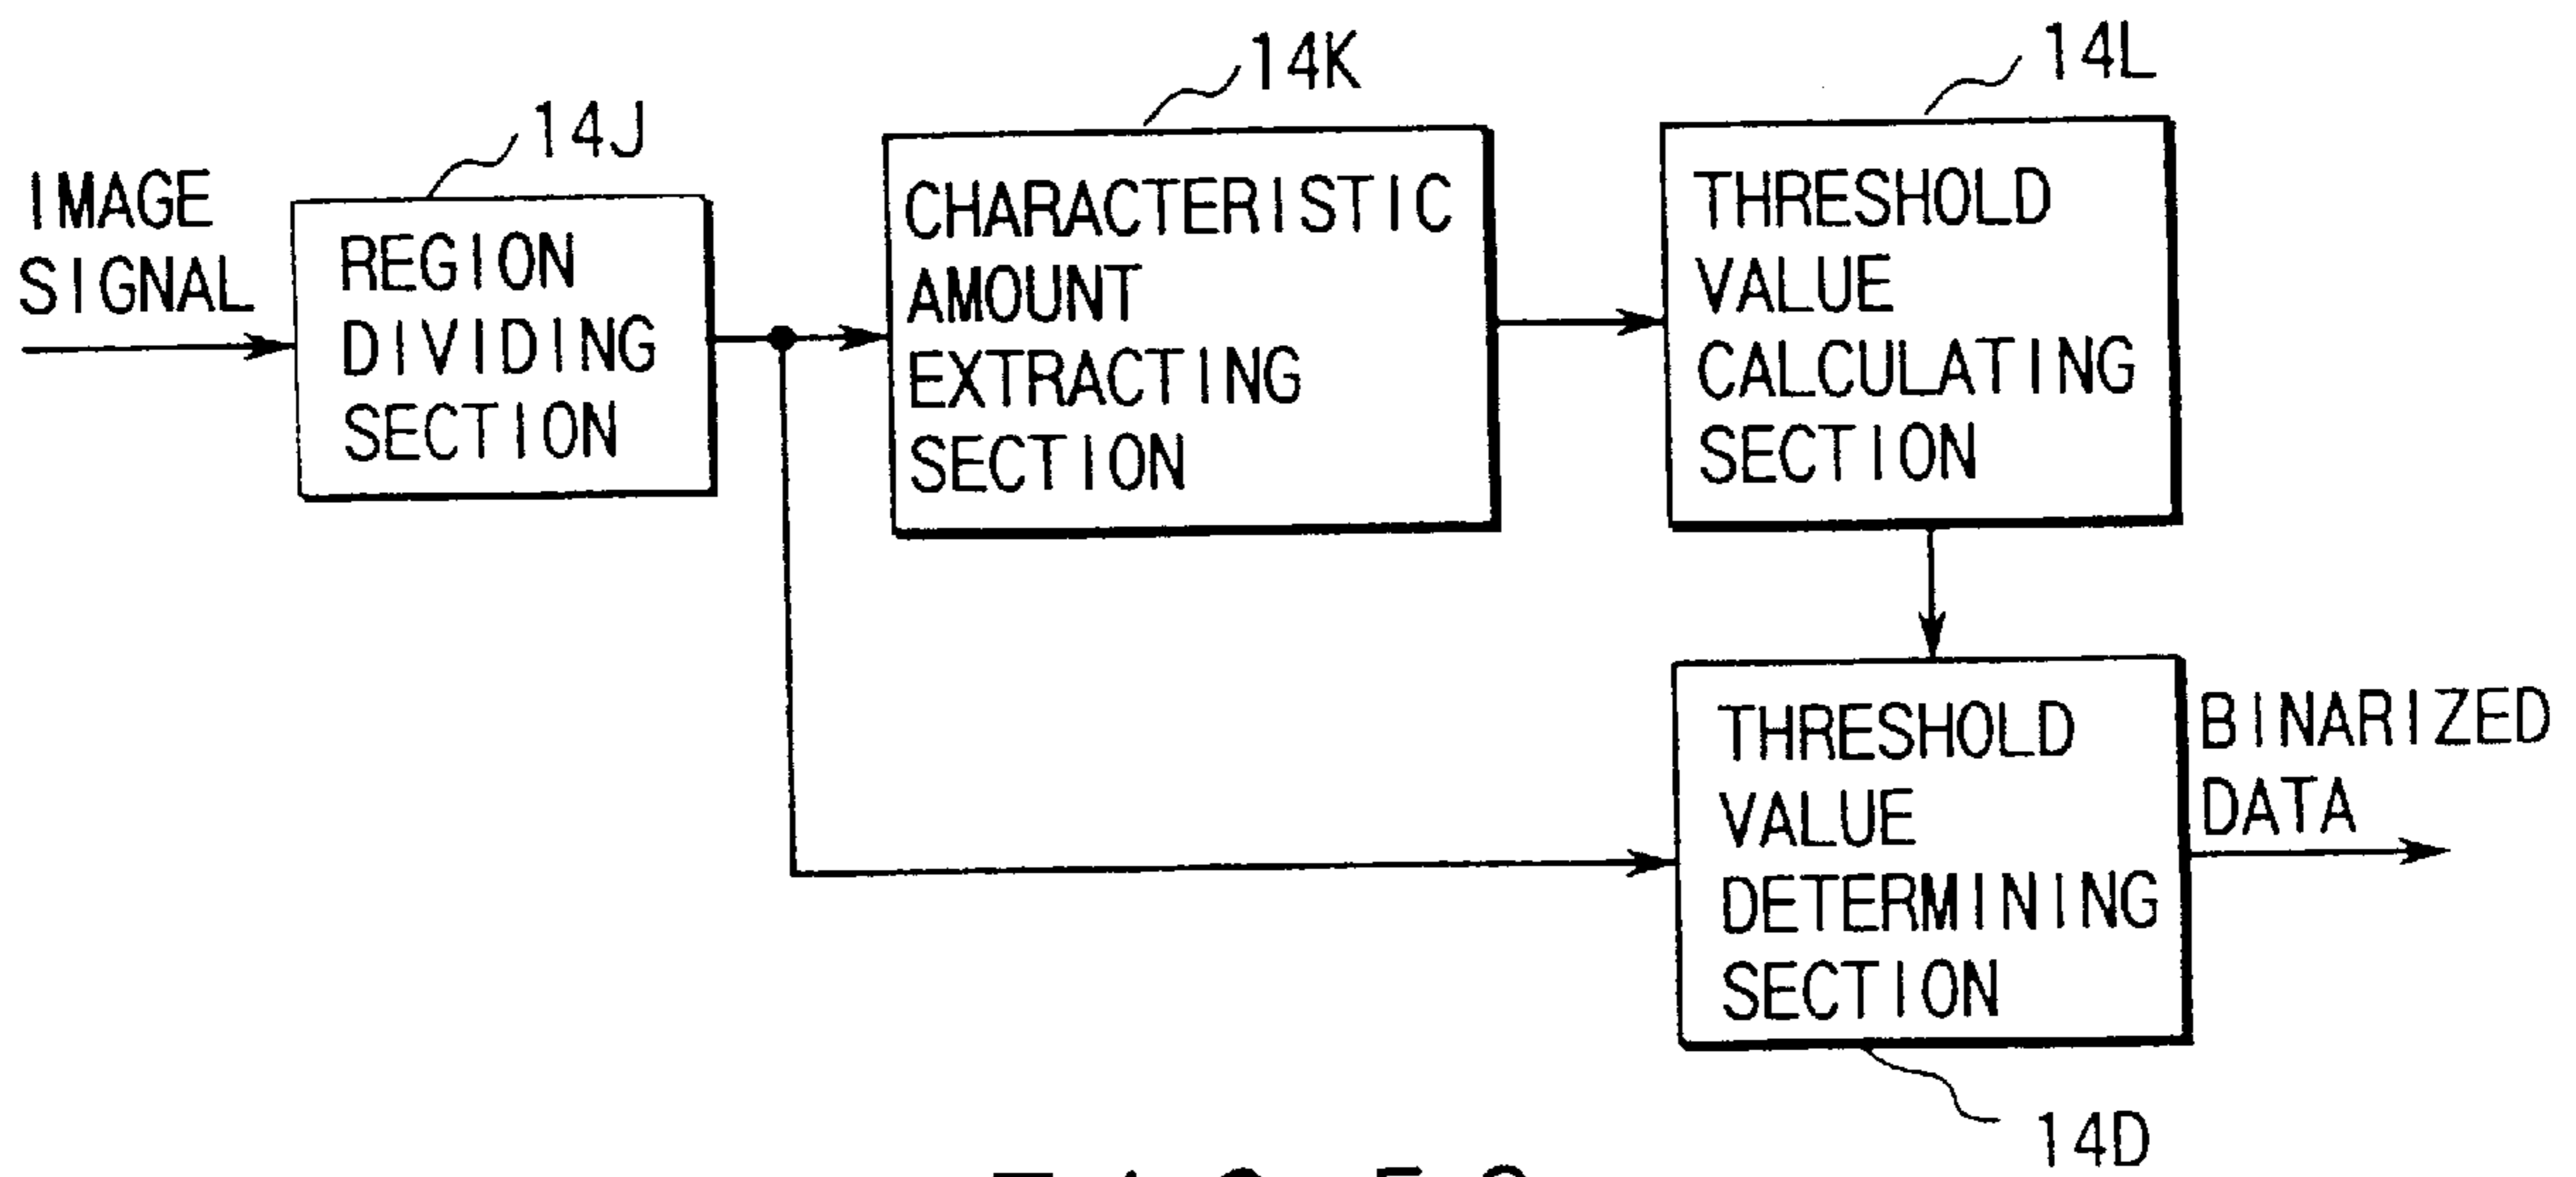 IMAGE
SIGNAL
14J
REGION
DIVIDING
SECTION
14K
CHARACTERISTIC
AMOUNT
EXTRACTING
SECTION
14L
THRESHOLD
VALUE
CALCULATING
SECTION
THRESHOLD
VALUE
DETERMINING
SECTION
14D
BINARIZED
DATA